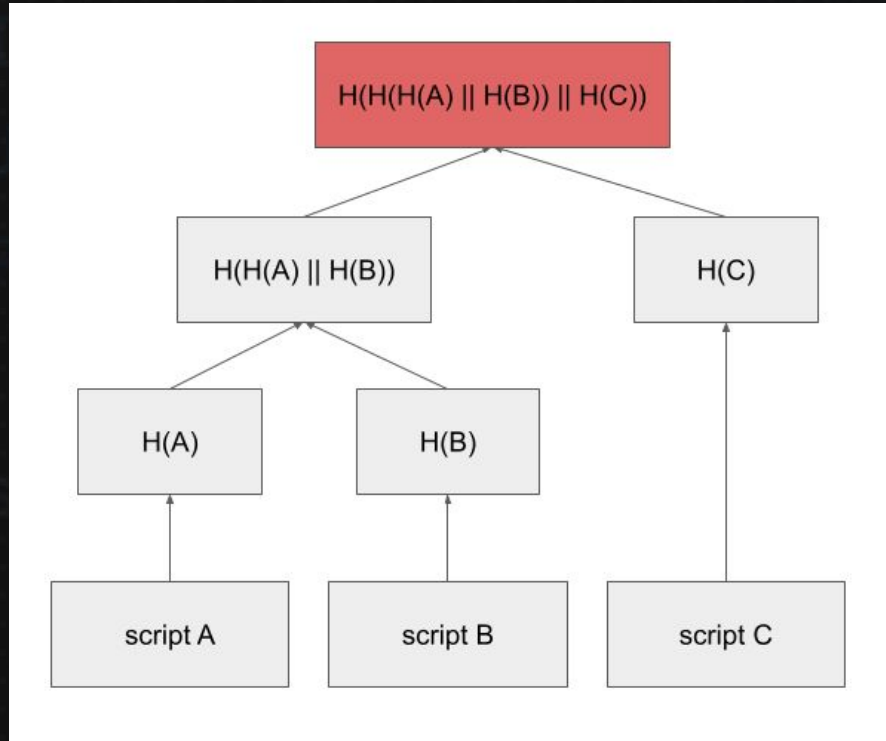 H(H(H(A) || H(B)) || H(C))
H(H(A) || H(B))
H(C)
H(A)
H(B)
script A
script B
script C